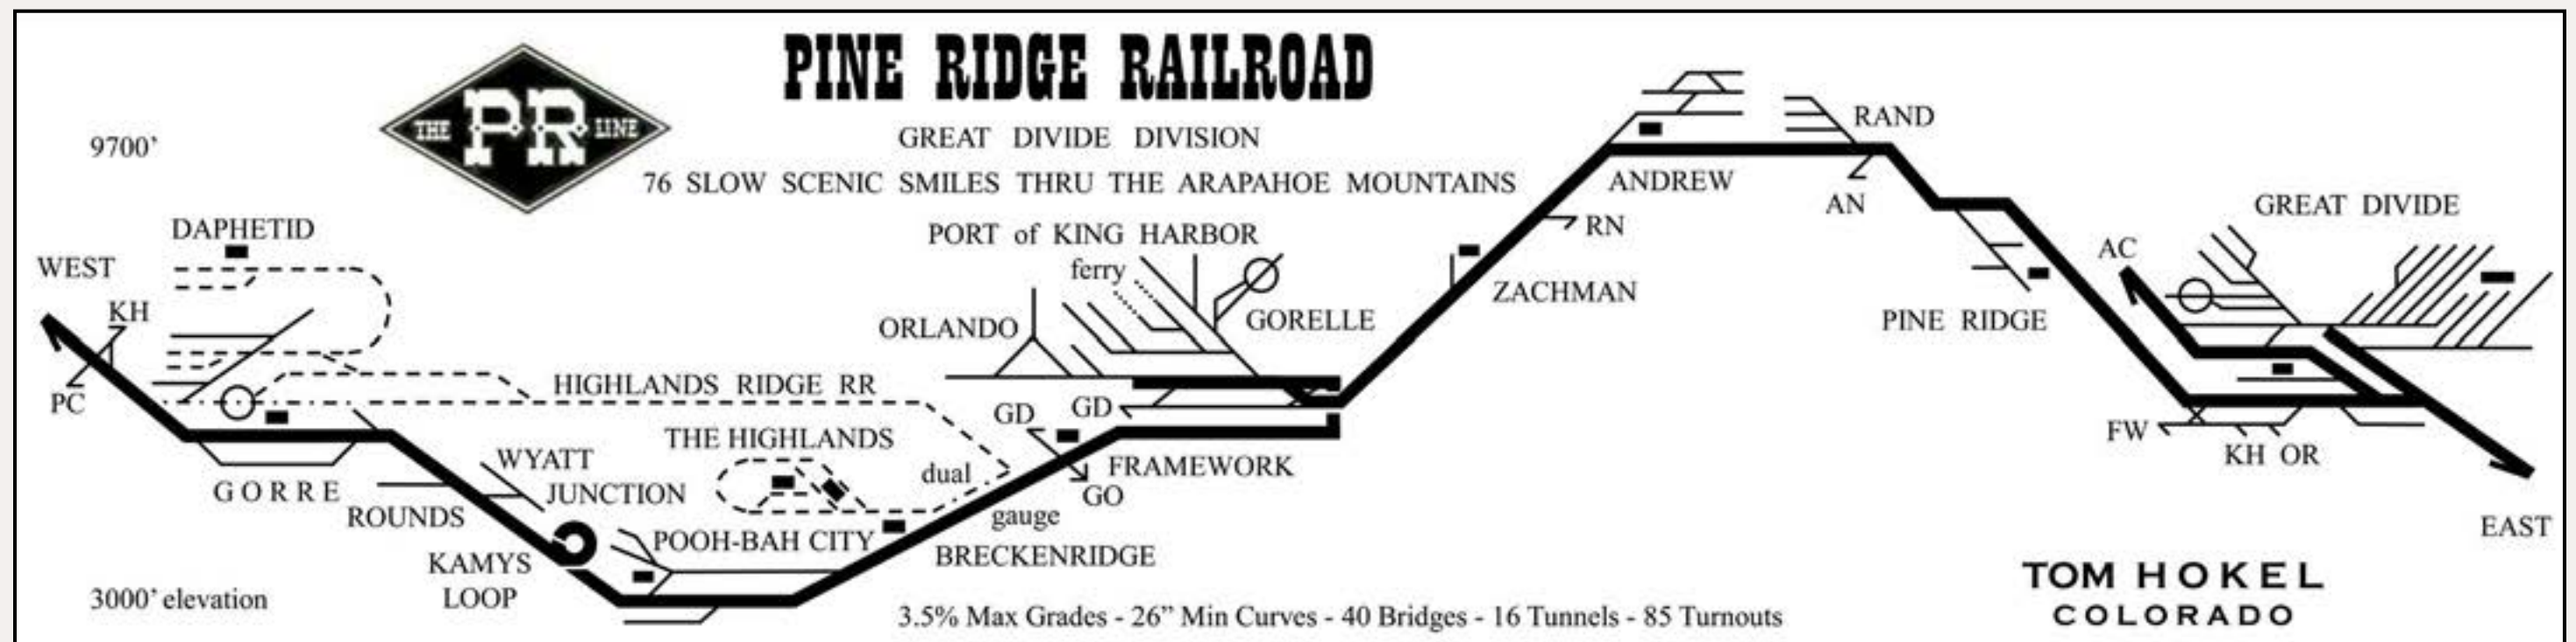 PINE RIDGE RAILROAD
THE PR LINE
GREAT DIVIDE DIVISION
9700’
76 SLOW SCENIC SMILES THRU THE ARAPAHOE MOUNTAINS
RAND
ANDREW
AN
GREAT DIVIDE
DAPHETID
PORT of KING HARBOR
RN
AC
WEST
ferry
KH
ORLANDO
GORELLE
ZACHMAN
PINE RIDGE
PC
HIGHLANDS RIDGE RR
GD
GD
THE HIGHLANDS
FW
KH OR
WYATT
JUNCTION
dual
FRAMEWORK
GORRE
GO
ROUNDS
gauge
POOH-BAH CITY
BRECKENRIDGE
EAST
KAMYS
LOOP
3000’ elevation
3.5% Max Grades - 26” Min Curves - 40 Bridges - 16 Tunnels - 85 Turnouts
TOM HOKEL
COLORADO